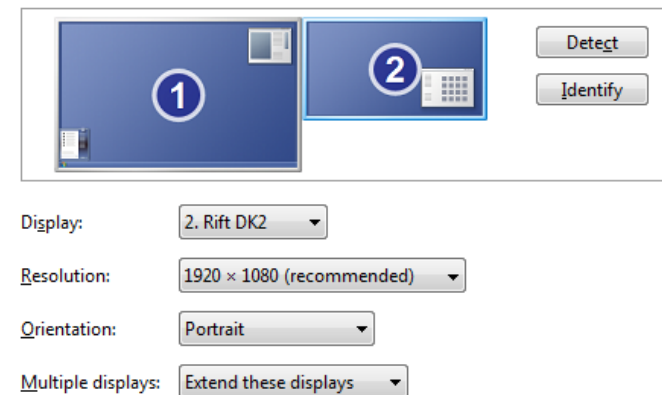 1
2
Detect
Identify
Display: 2. Rift DK2
Resolution: 1920 × 1080 (recommended)
Orientation: Portrait
Multiple displays: Extend these displays